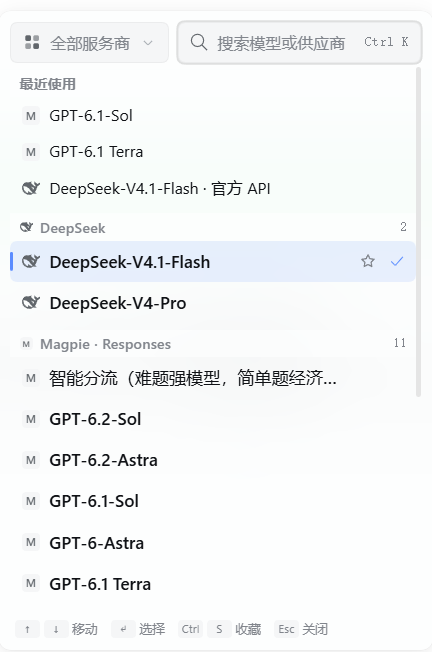 全部服务商
搜索模型或供应商 Ctrl K
最近使用
M GPT-6.1-Sol
M GPT-6.1 Terra
DeepSeek-V4.1-Flash · 官方 API
DeepSeek 2
DeepSeek-V4.1-Flash
DeepSeek-V4-Pro
M Magpie · Responses 11
M 智能分流（难题强模型，简单题经济...
M GPT-6.2-Sol
M GPT-6.2-Astra
M GPT-6.1-Sol
M GPT-6-Astra
M GPT-6.1 Terra
↑ ↓ 移动 ↵ 选择 Ctrl S 收藏 Esc 关闭